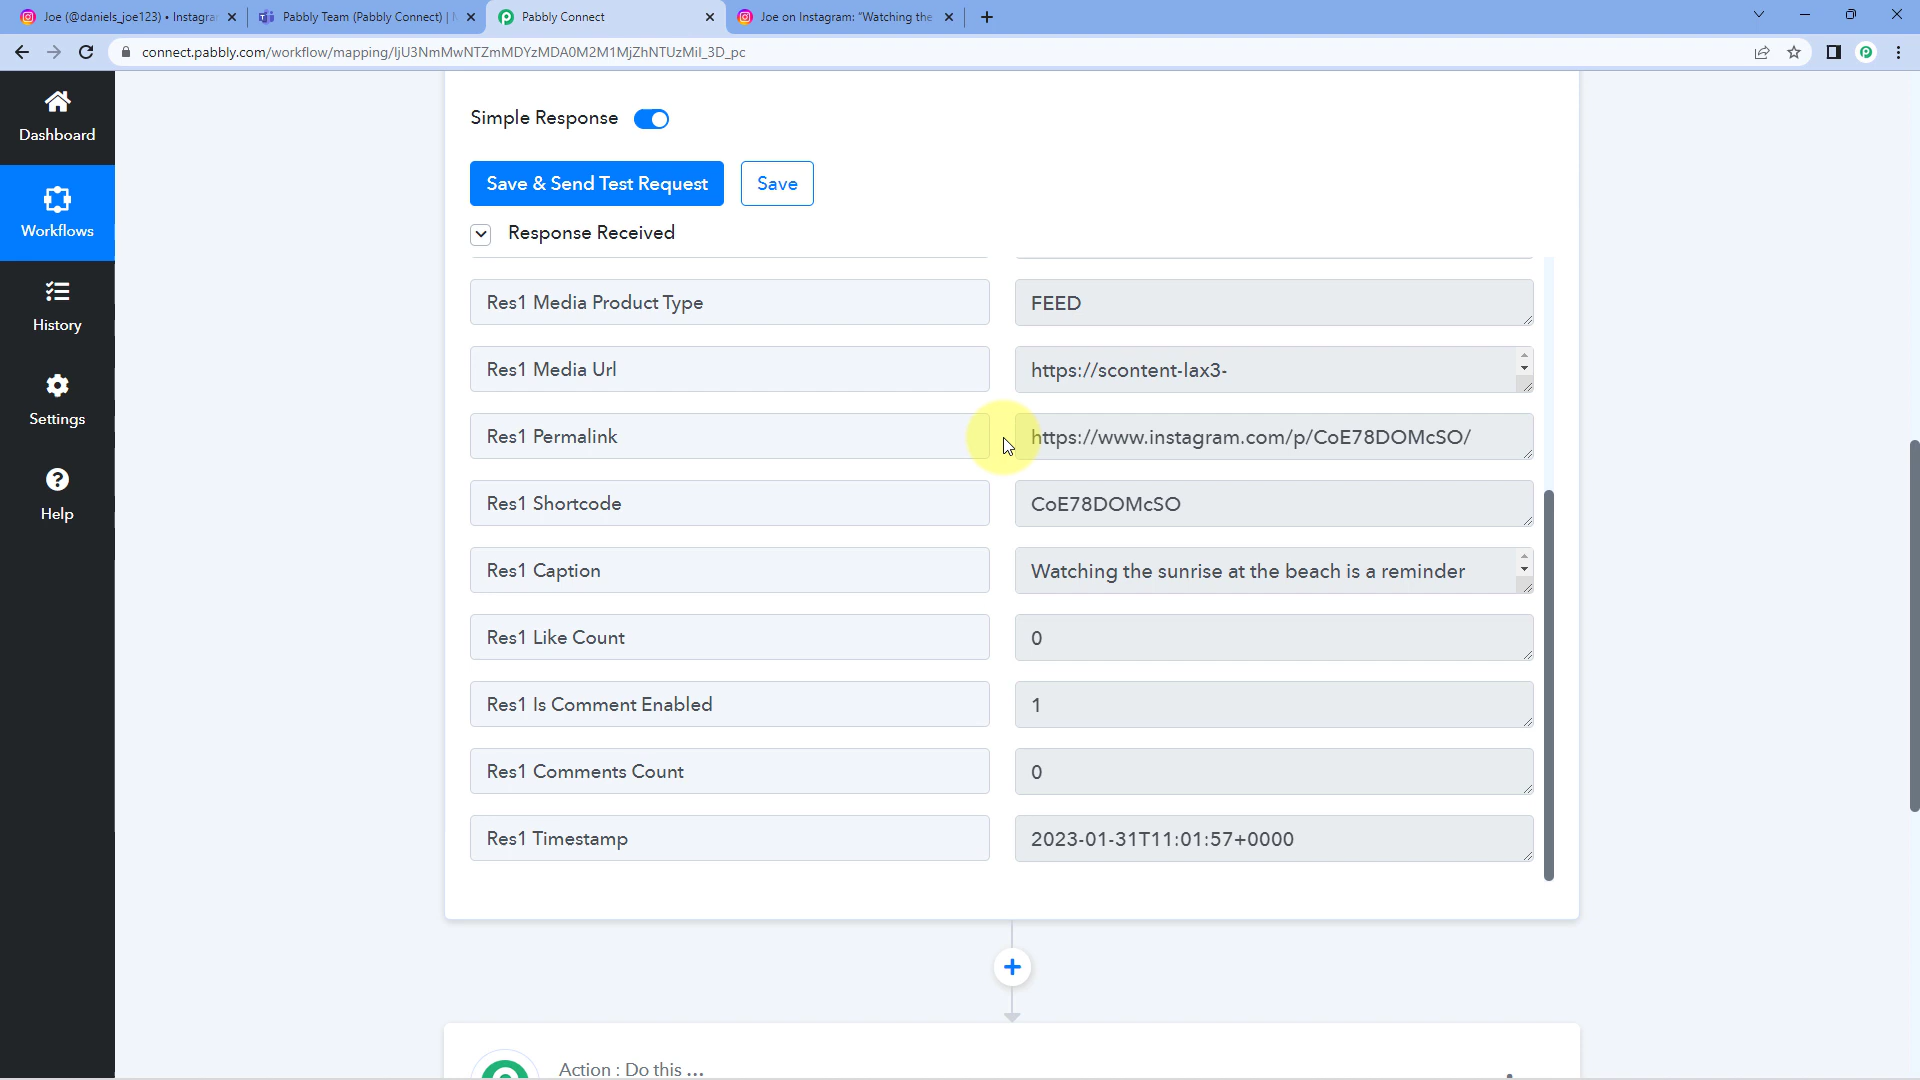 Joe (@daniels_joe123) • Instagra
Pabbly Team (Pabbly Connect) |
Pabbly Connect
Joe on Instagram: "Watching the
connect.pabbly.com/workflow/mapping/IjU3NmMwNTZmMDYzMDA0M2M1MjZhNTUzMiI_3D_pc
Dashboard
Workflows
History
Settings
Help
Simple Response
Save & Send Test Request
Save
Response Received
Res1 Media Product Type
FEED
Res1 Media Url
https://scontent-lax3-
Res1 Permalink
https://www.instagram.com/p/CoE78DOMcSO/
Res1 Shortcode
CoE78DOMcSO
Res1 Caption
Watching the sunrise at the beach is a reminder
Res1 Like Count
0
Res1 Is Comment Enabled
1
Res1 Comments Count
0
Res1 Timestamp
2023-01-31T11:01:57+0000
Action : Do this ...